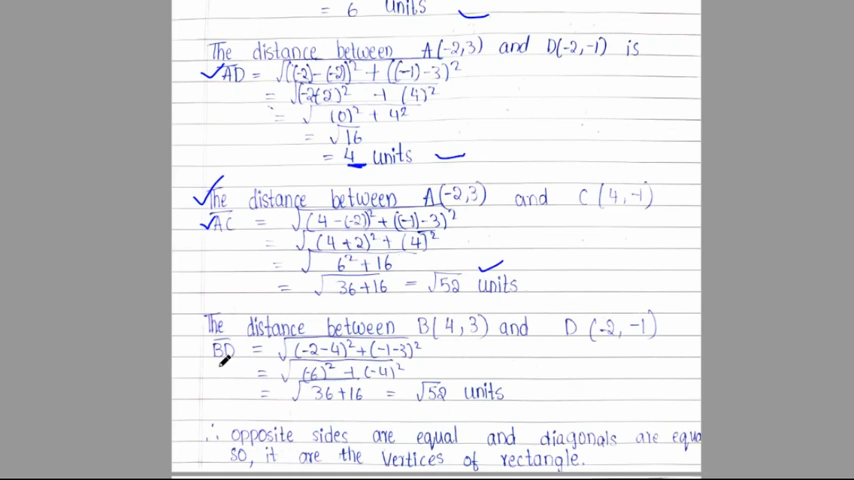 = 6 units
The distance between A(-2,3) and D(-2,-1) is
AD = √((-2)-(-2))² + ((-1)-3)²
= √(-2+2)² + (4)²
= √ (0)² + 4²
= √16
= 4 units
The distance between A(-2,3) and C(4,-1)
AC = √(4-(-2))² + ((-1)-3)²
= √(4+2)² + (4)²
= √ 6² + 16
= √ 36+16 = √52 units
The distance between B(4,3) and D(-2,-1)
BD = √(-2-4)² + (-1-3)²
= √(-6)² + (-4)²
= √ 36+16 = √52 units
∴ opposite sides are equal and diagonals are equa
so, it are the vertices of rectangle.